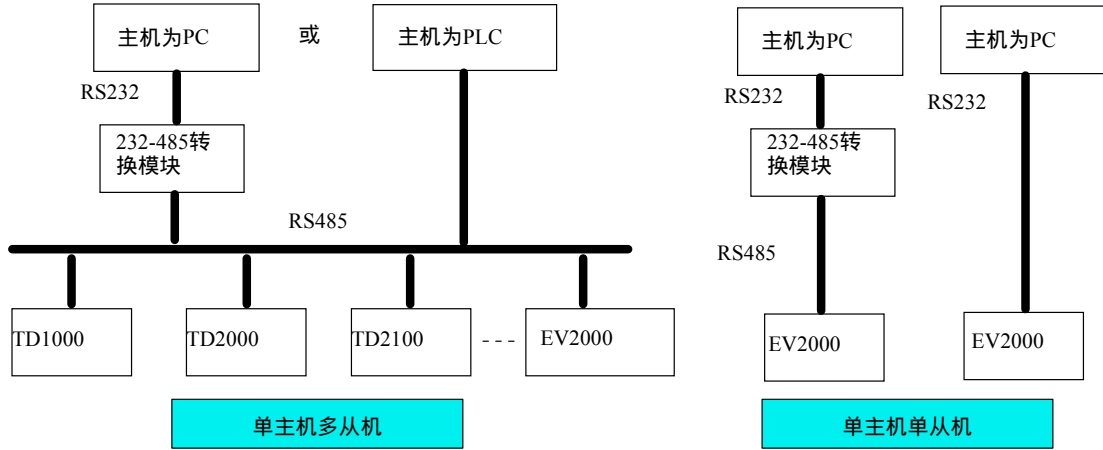 主机为PC
或
主机为PLC
RS232
232-485转
换模块
RS485
TD1000
TD2000
TD2100
- - -
EV2000
单主机多从机
主机为PC
主机为PC
RS232
RS232
232-485转
换模块
RS485
EV2000
EV2000
单主机单从机